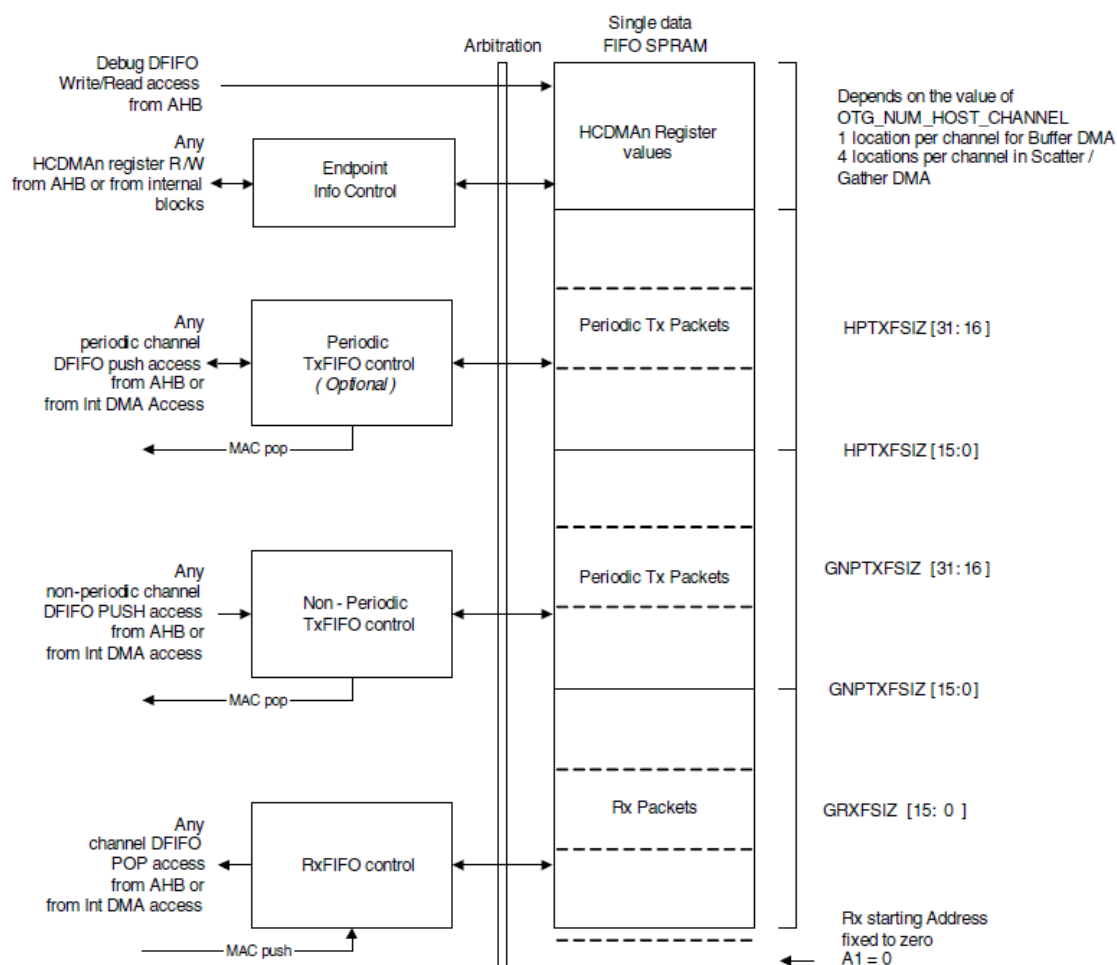 Single data
FIFO SPRAM
Arbitration
Debug DFIFO
Write/Read access
from AHB
HCDMAn Register
values
Depends on the value of
OTG_NUM_HOST_CHANNEL
1 location per channel for Buffer DMA
4 locations per channel in Scatter /
Gather DMA
Any
HCDMAn register R /W
from AHB or from internal
blocks
Endpoint
Info Control
Any
periodic channel
DFIFO push access
from AHB or
from Int DMA Access
Periodic
TxFIFO control
( Optional )
Periodic Tx Packets
HPTXFSIZ [31: 16 ]
MAC pop
HPTXFSIZ [15:0]
Any
non-periodic channel
DFIFO PUSH access
from AHB or
from Int DMA access
Non - Periodic
TxFIFO control
Periodic Tx Packets
GNPTXFSIZ [31:16 ]
MAC pop
GNPTXFSIZ [15:0]
Any
channel DFIFO
POP access
from AHB or
from Int DMA access
RxFIFO control
Rx Packets
GRXFSIZ [15: 0 ]
MAC push
Rx starting Address
fixed to zero
A1 = 0